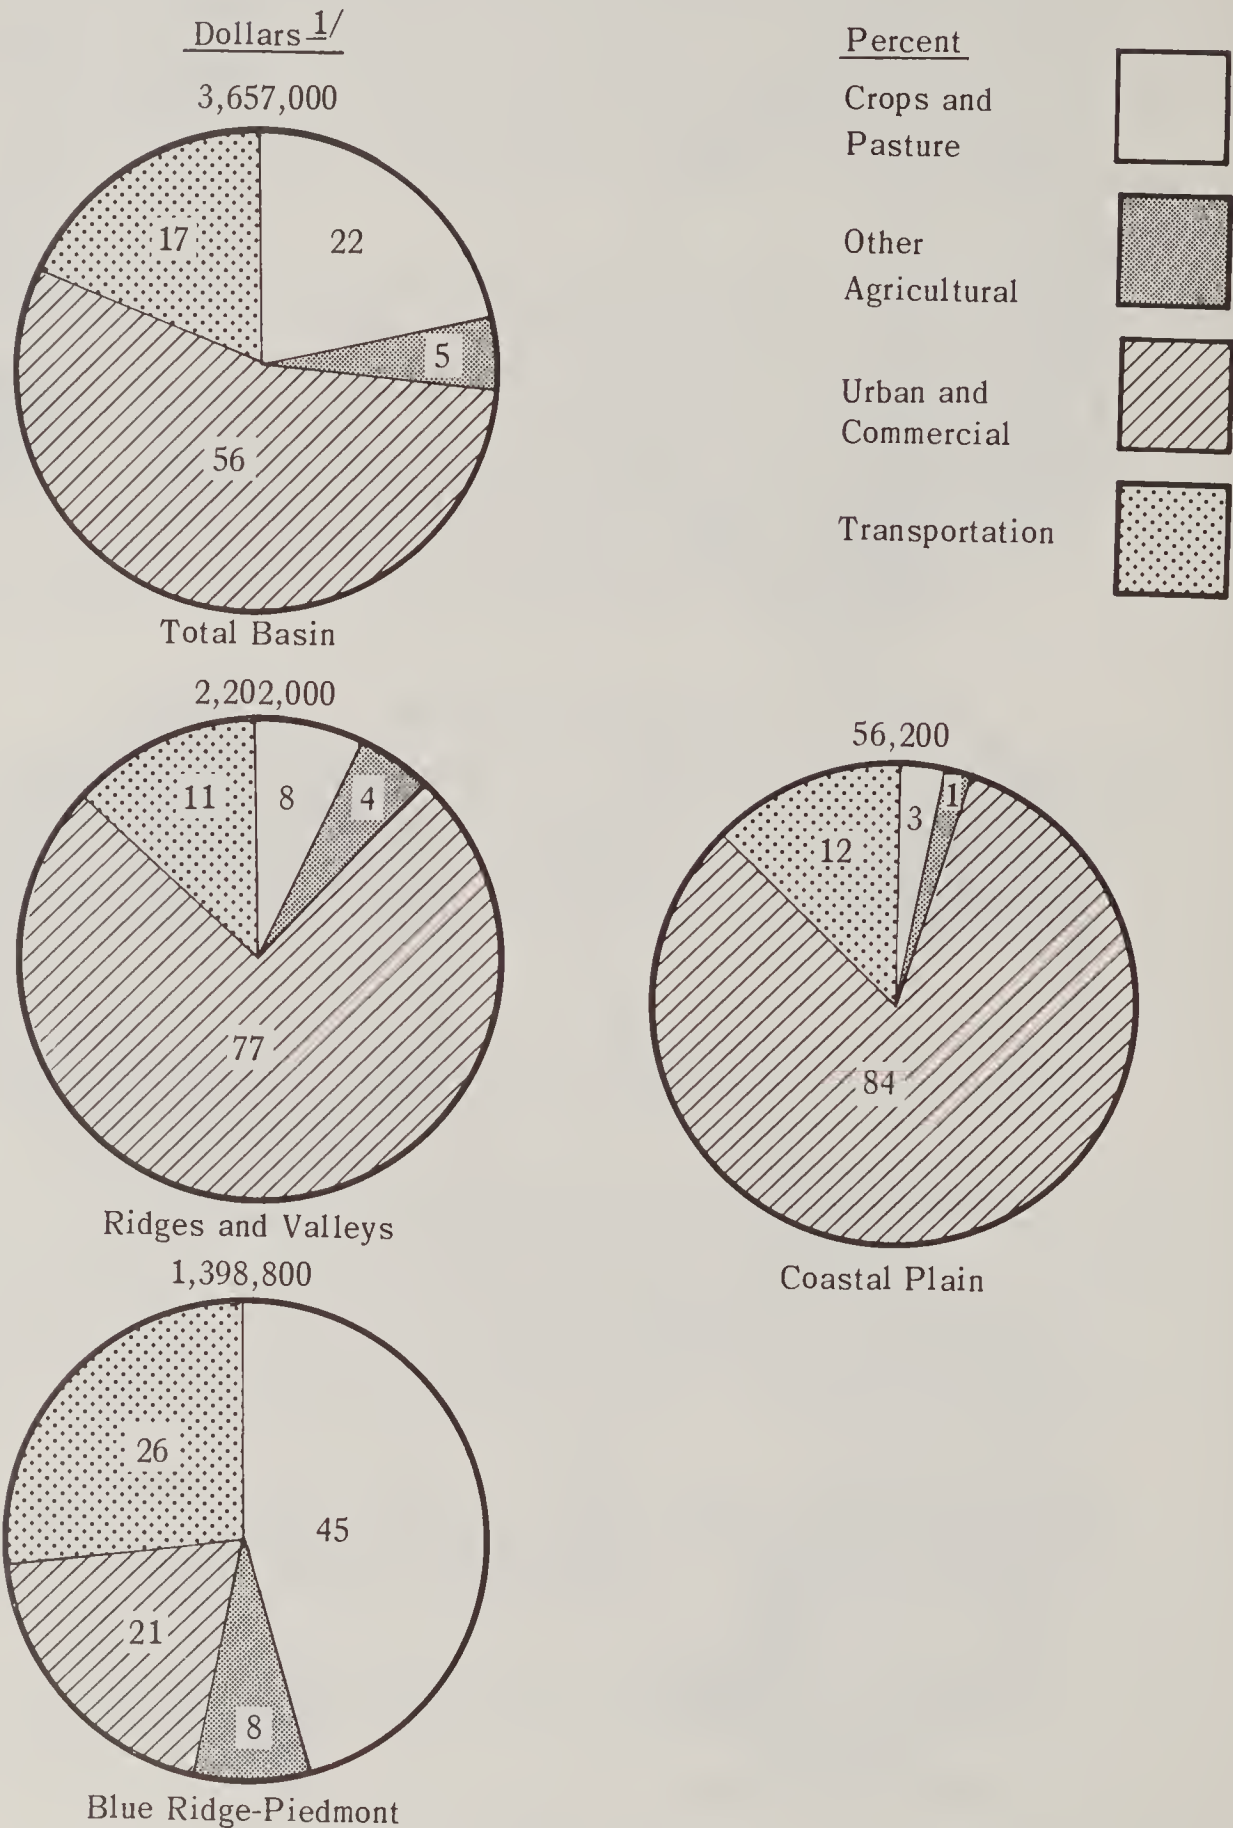 Dollars 1/
3,657,000
17
22
5
56
Total Basin
Percent
Crops and
Pasture
Other
Agricultural
Urban and
Commercial
Transportation
2,202,000
11
8
4
77
Ridges and Valleys
56,200
12
3
1
84
Coastal Plain
1,398,800
26
45
21
8
Blue Ridge-Piedmont